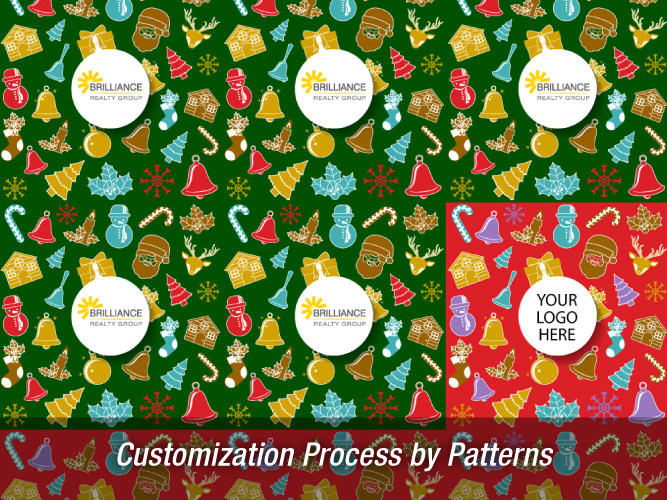 BRILLIANCE
REALTY GROUP
BRILLIANCE
REALTY GROUP
BRILLIANCE
REALTY GROUP
BRILLIANCE
REALTY GROUP
BRILLIANCE
REALTY GROUP
YOUR
LOGO
HERE
Customization Process by Patterns